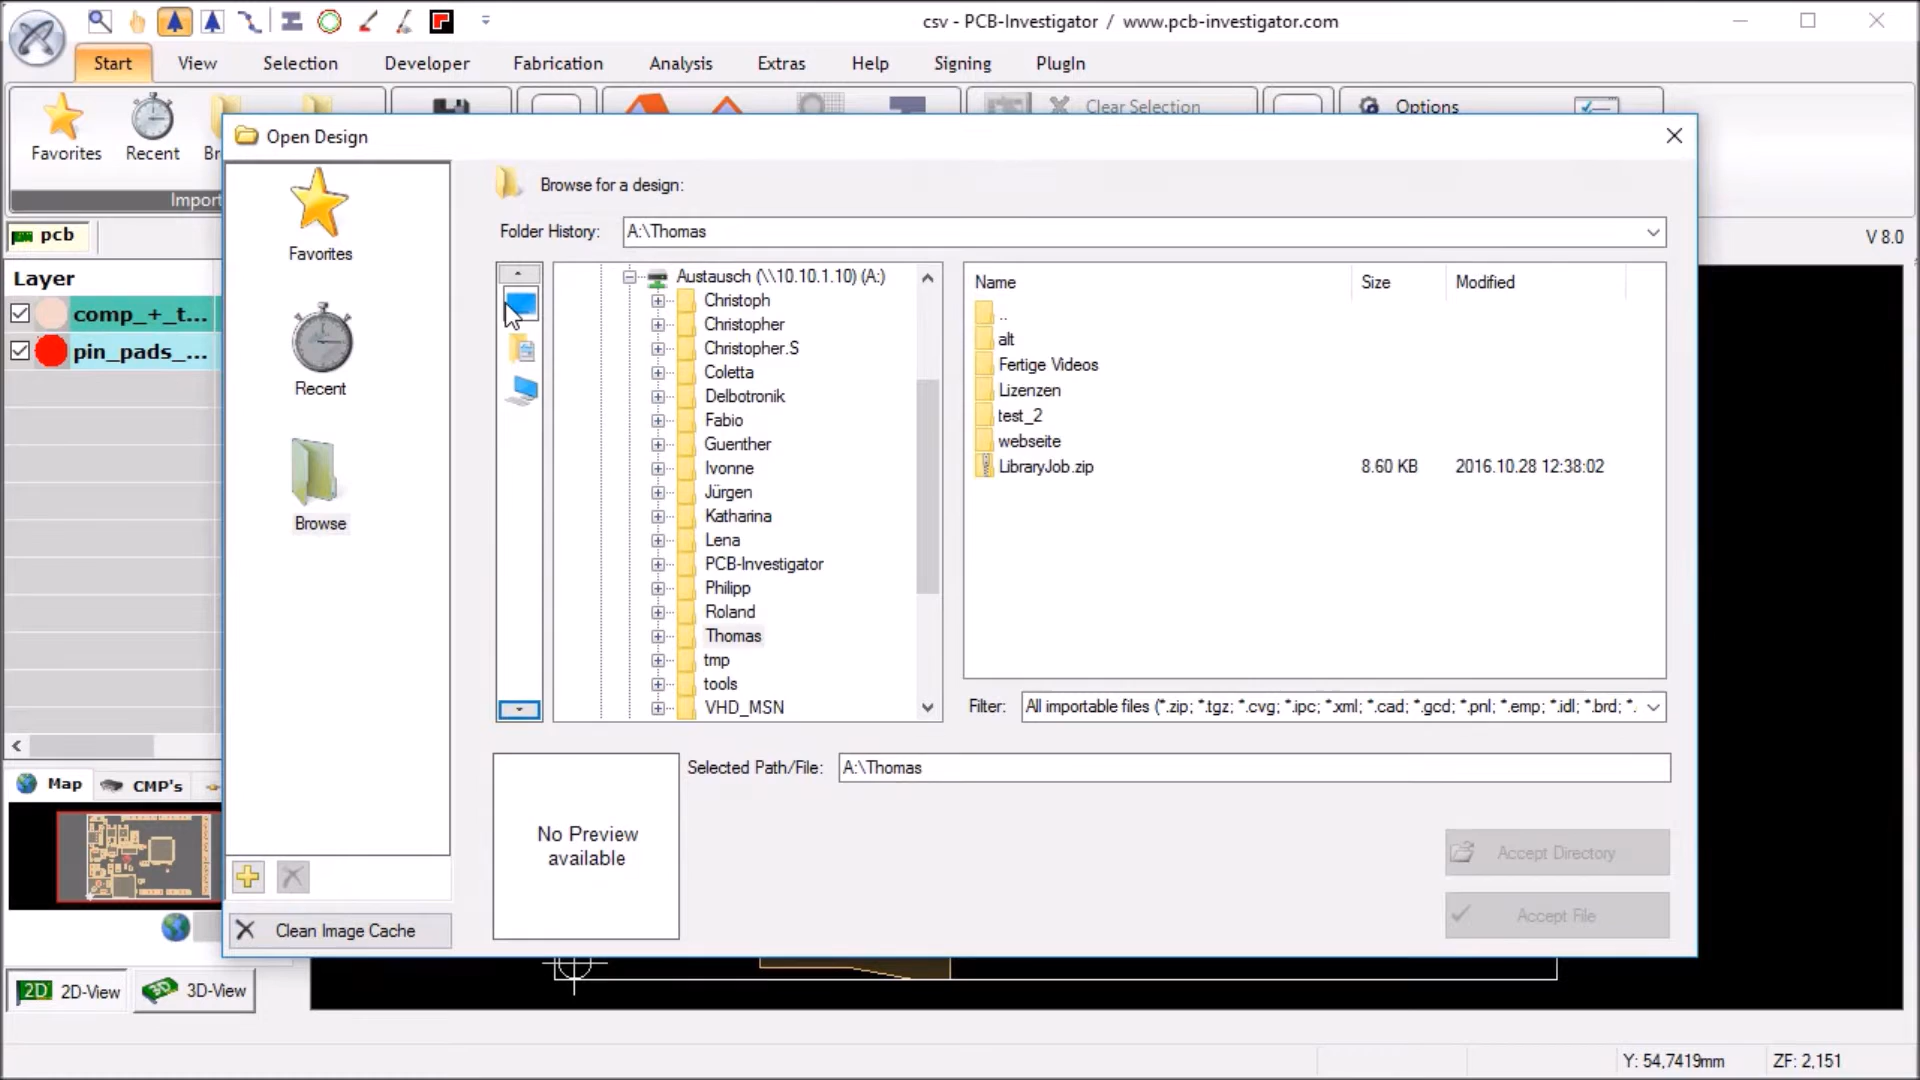 csv - PCB-Investigator / www.pcb-investigator.com
Start View Selection Developer Fabrication Analysis Extras Help Signing PlugIn
Clear Selection
Options
Favorites Recent Br
Import
Open Design
pcb
V 8.0
Layer
comp_+_t...
pin_pads_...
Favorites
Recent
Browse
Browse for a design:
Folder History: A:\Thomas
Austausch (\\10.10.1.10) (A:)
Christoph
Christopher
Christopher.S
Coletta
Delbotronik
Fabio
Guenther
Ivonne
Jürgen
Katharina
Lena
PCB-Investigator
Philipp
Roland
Thomas
tmp
tools
VHD_MSN
Name Size Modified
..
alt
Fertige Videos
Lizenzen
test_2
webseite
LibraryJob.zip 8.60 KB 2016.10.28 12:38:02
Filter: All importable files (*.zip; *.tgz; *.cvg; *.ipc; *.xml; *.cad; *.gcd; *.pnl; *.emp; *.idl; *.brd; *.
Map CMP's
No Preview
available
Selected Path/File: A:\Thomas
Accept Directory
Accept File
Clean Image Cache
2D 2D-View 3D 3D-View
Y: 54,7419mm ZF: 2,151